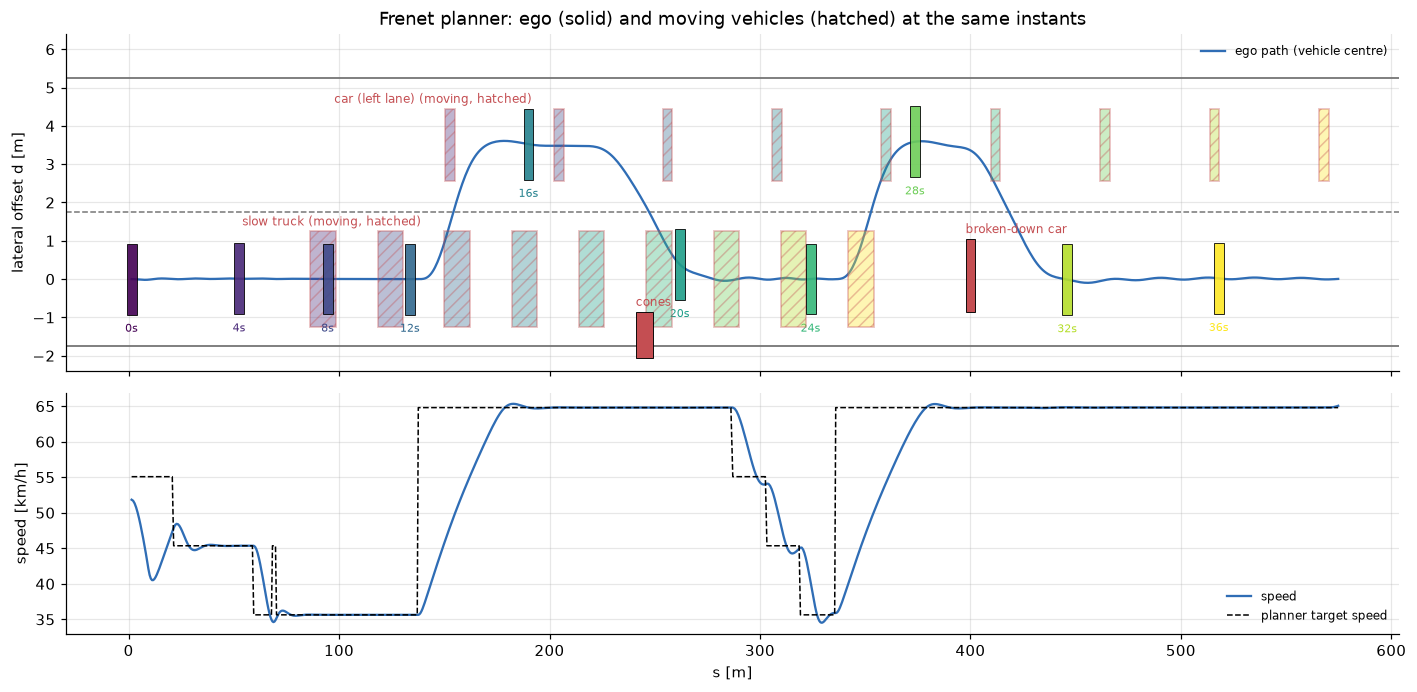 Frenet planner: ego (solid) and moving vehicles (hatched) at the same instants
lateral offset d [m]
6
5
4
3
2
1
0
−1
−2
ego path (vehicle centre)
car (left lane) (moving, hatched)
16s
28s
slow truck (moving, hatched)
broken-down car
cones
0s
4s
8s
12s
20s
24s
32s
36s
speed [km/h]
65
60
55
50
45
40
35
speed
planner target speed
0
100
200
300
400
500
600
s [m]